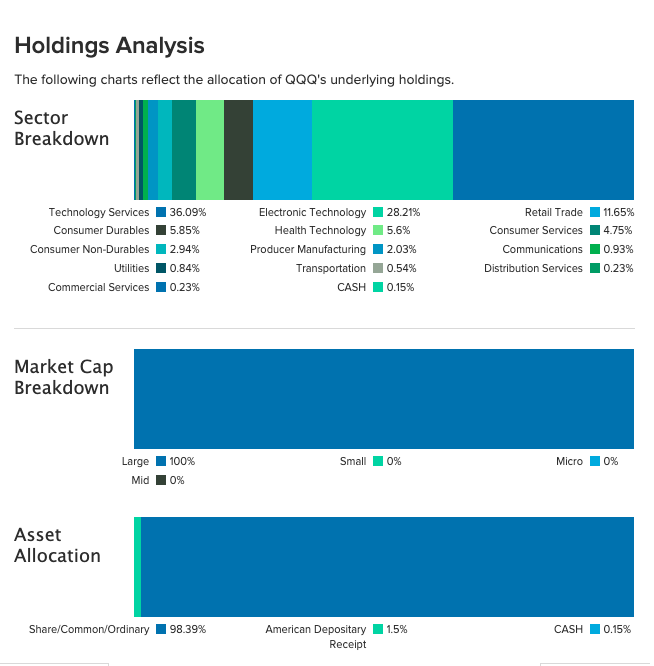 Holdings Analysis
The following charts reflect the allocation of QQQ's underlying holdings.
Sector
Breakdown
Technology Services 36.09% Electronic Technology 28.21% Retail Trade 11.65%
Consumer Durables 5.85% Health Technology 5.6% Consumer Services 4.75%
Consumer Non-Durables 2.94% Producer Manufacturing 2.03% Communications 0.93%
Utilities 0.84% Transportation 0.54% Distribution Services 0.23%
Commercial Services 0.23% CASH 0.15%
Market Cap
Breakdown
Large 100% Small 0% Micro 0%
Mid 0%
Asset
Allocation
Share/Common/Ordinary 98.39% American Depositary 1.5% CASH 0.15%
Receipt